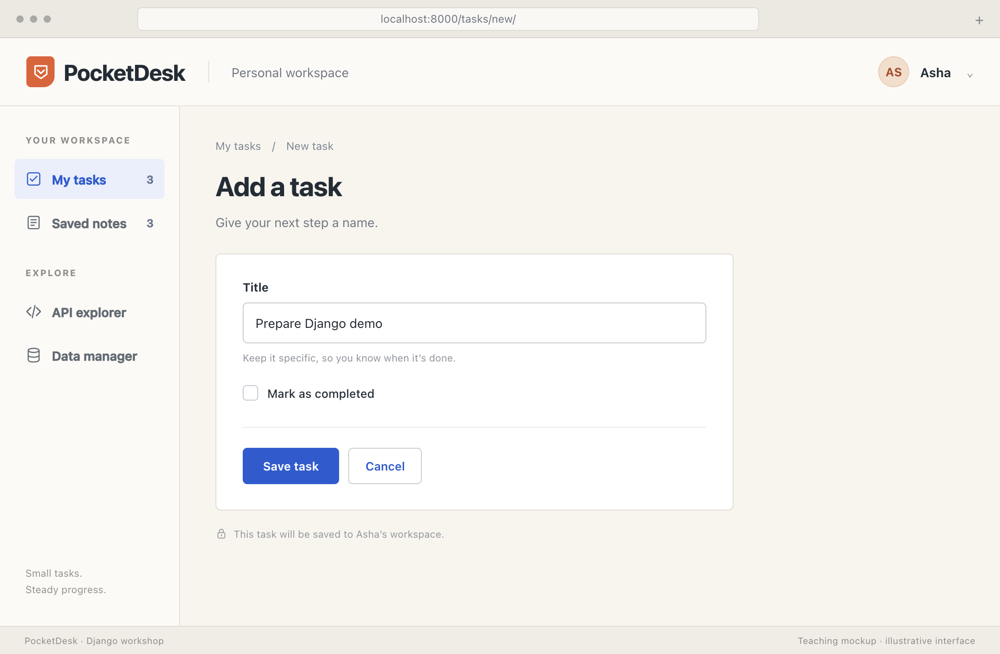 localhost:8000/tasks/new/
+
PocketDesk
Personal workspace
AS
Asha
YOUR WORKSPACE
My tasks 3
Saved notes 3
EXPLORE
API explorer
Data manager
Small tasks.
Steady progress.
My tasks / New task
Add a task
Give your next step a name.
Title
Prepare Django demo
Keep it specific, so you know when it’s done.
Mark as completed
Save task
Cancel
This task will be saved to Asha’s workspace.
PocketDesk · Django workshop
Teaching mockup · illustrative interface